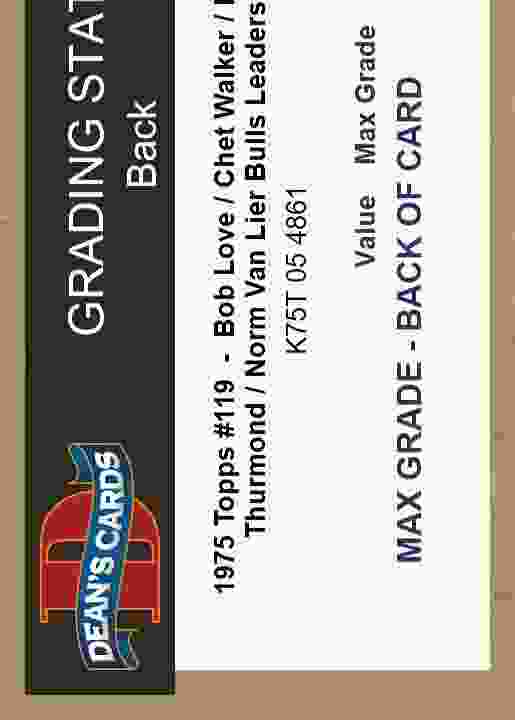 DEAN'S CARDS
GRADING STAT
Back
1975 Topps #119 - Bob Love / Chet Walker /
Thurmond / Norm Van Lier Bulls Leaders
K75T 05 4861
Value Max Grade
MAX GRADE - BACK OF CARD